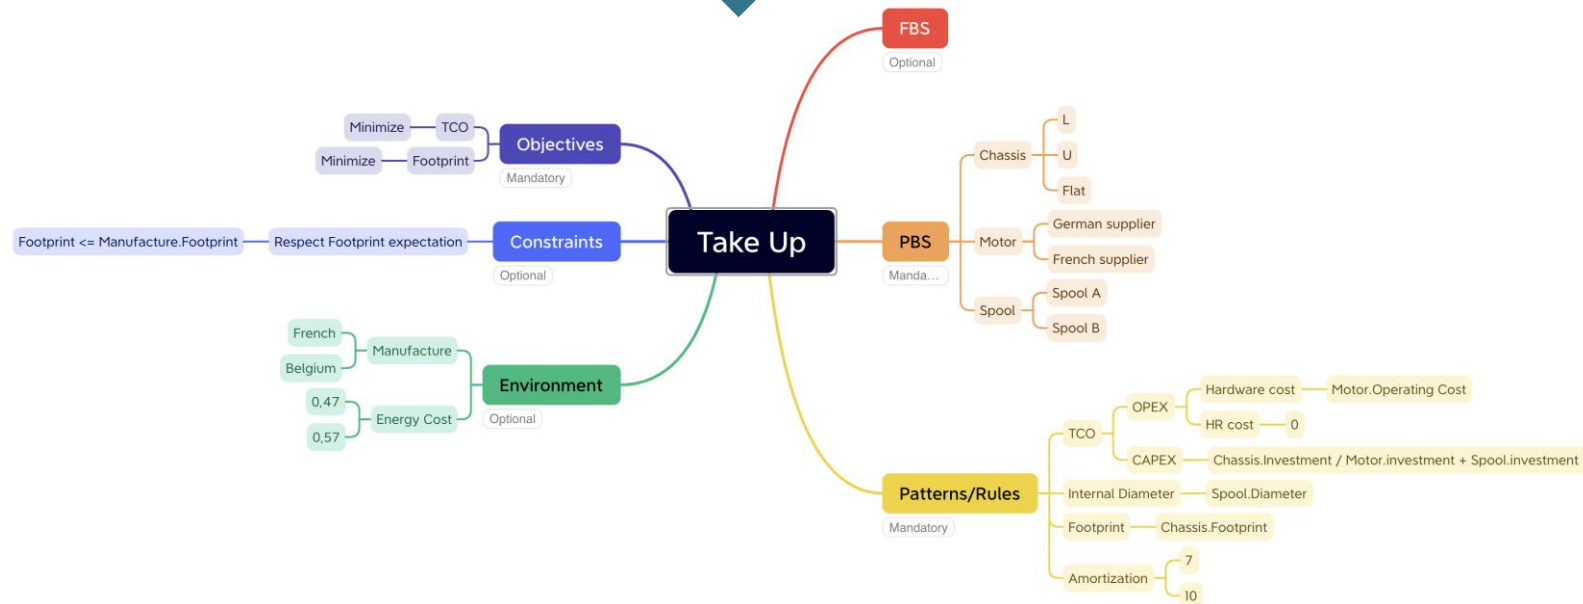 FBS
Optional
Minimize
TCO
Minimize
Footprint
Objectives
Mandatory
Footprint <= Manufacture.Footprint
Respect Footprint expectation
Constraints
Optional
French
Belgium
Manufacture
0,47
0,57
Energy Cost
Environment
Optional
Take Up
PBS
Manda...
Chassis
L
U
Flat
Motor
German supplier
French supplier
Spool
Spool A
Spool B
Patterns/Rules
Mandatory
TCO
OPEX
Hardware cost
Motor.Operating Cost
HR cost
0
CAPEX
Chassis.Investment / Motor.investment + Spool.investment
Internal Diameter
Spool.Diameter
Footprint
Chassis.Footprint
Amortization
7
10